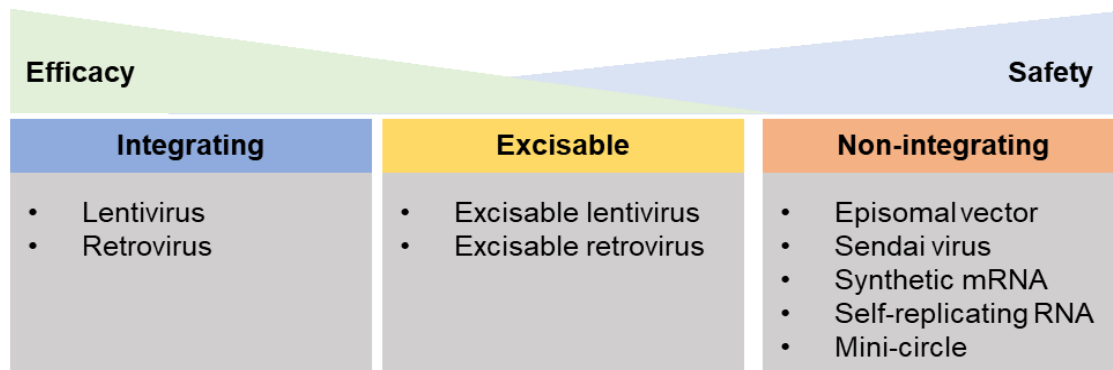 Efficacy
Safety
Integrating
• Lentivirus
• Retrovirus
Excisable
• Excisable lentivirus
• Excisable retrovirus
Non-integrating
• Episomal vector
• Sendai virus
• Synthetic mRNA
• Self-replicating RNA
• Mini-circle